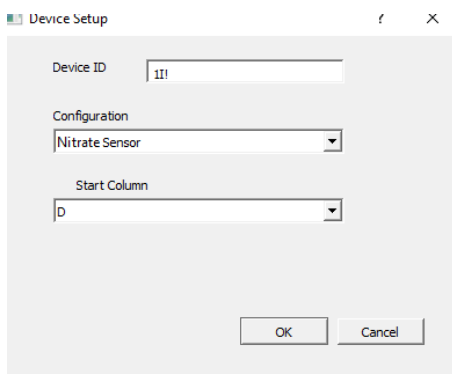 Device Setup
?
Device ID
1I!
Configuration
Nitrate Sensor
Start Column
D
OK
Cancel